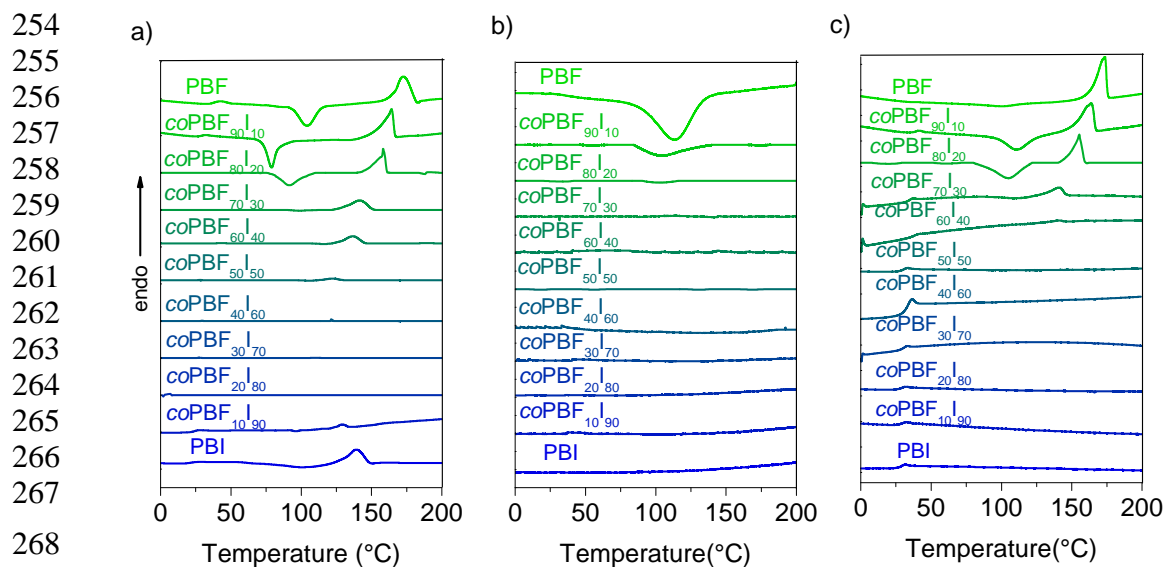 254
255
256
257
258
259
260
261
262
263
264
265
266
267
268
a)
endo
PBF
coPBF90I10
coPBF80I20
coPBF70I30
coPBF60I40
coPBF50I50
coPBF40I60
coPBF30I70
coPBF20I80
coPBF10I90
PBI
0 50 100 150 200
Temperature (°C)
b)
PBF
coPBF90I10
coPBF80I20
coPBF70I30
coPBF60I40
coPBF50I50
coPBF40I60
coPBF30I70
coPBF20I80
coPBF10I90
PBI
0 50 100 150 200
Temperature(°C)
c)
PBF
coPBF90I10
coPBF80I20
coPBF70I30
coPBF60I40
coPBF50I50
coPBF40I60
coPBF30I70
coPBF20I80
coPBF10I90
PBI
0 50 100 150 200
Temperature(°C)